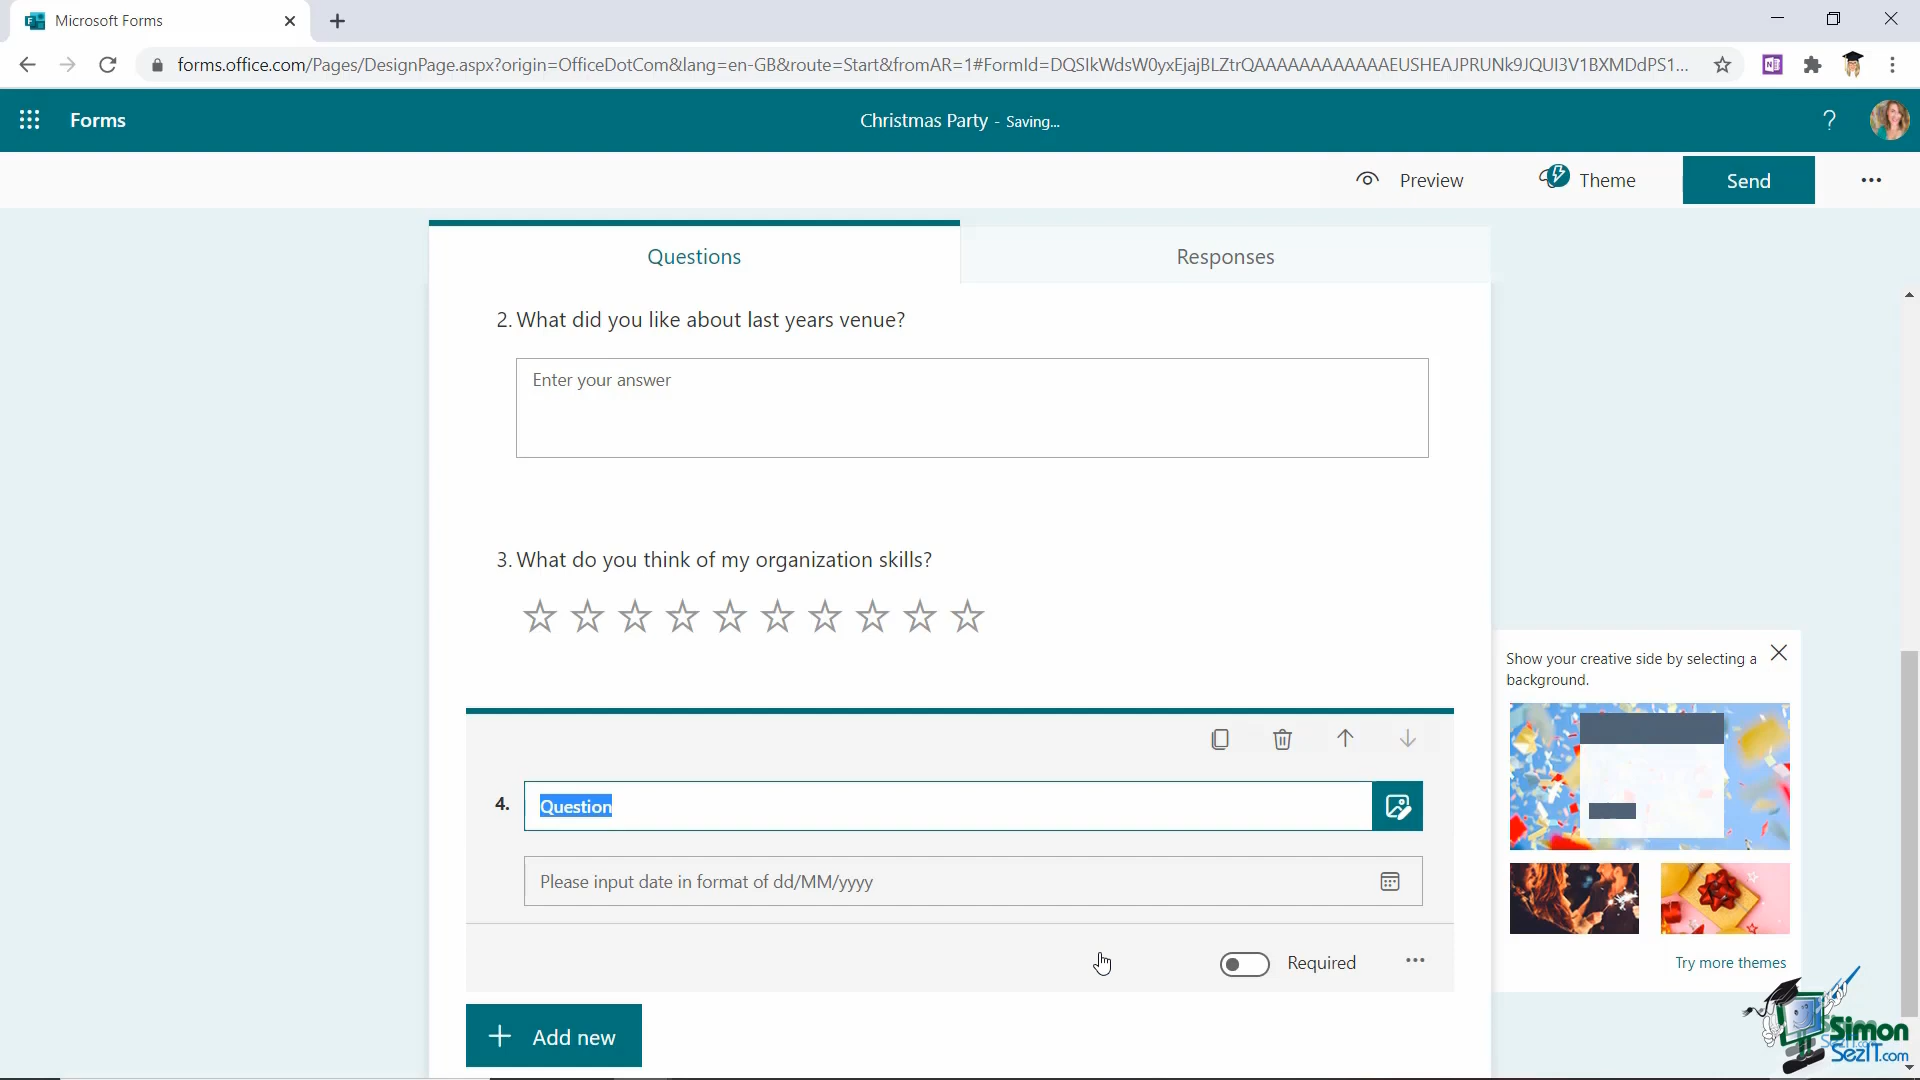 Microsoft Forms
forms.office.com/Pages/DesignPage.aspx?origin=OfficeDotCom&lang=en-GB&route=Start&fromAR=1#FormId=DQSIkWdsW0yxEjajBLZtrQAAAAAAAAAAAAEUSHEAJPRUNk9JQUI3V1BXMDdPS1...
Forms
Christmas Party - Saving...
?
Preview
Theme
Send
Questions
Responses
2. What did you like about last years venue?
Enter your answer
3. What do you think of my organization skills?
Show your creative side by selecting a
background.
4.
Question
Please input date in format of dd/MM/yyyy
Required
Try more themes
Add new
Simon
SezIT.com